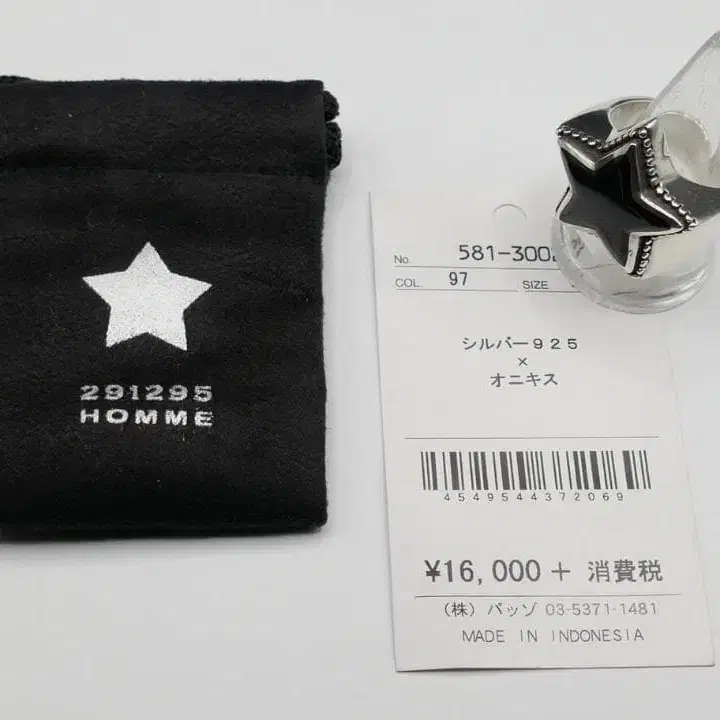 291295
HOMME
No. 581-300
COL. 97 SIZE
シルバー925
×
オニキス
4549544372069
¥16,000 + 消費税
（株）パッゾ 03-5371-1481
MADE IN INDONESIA